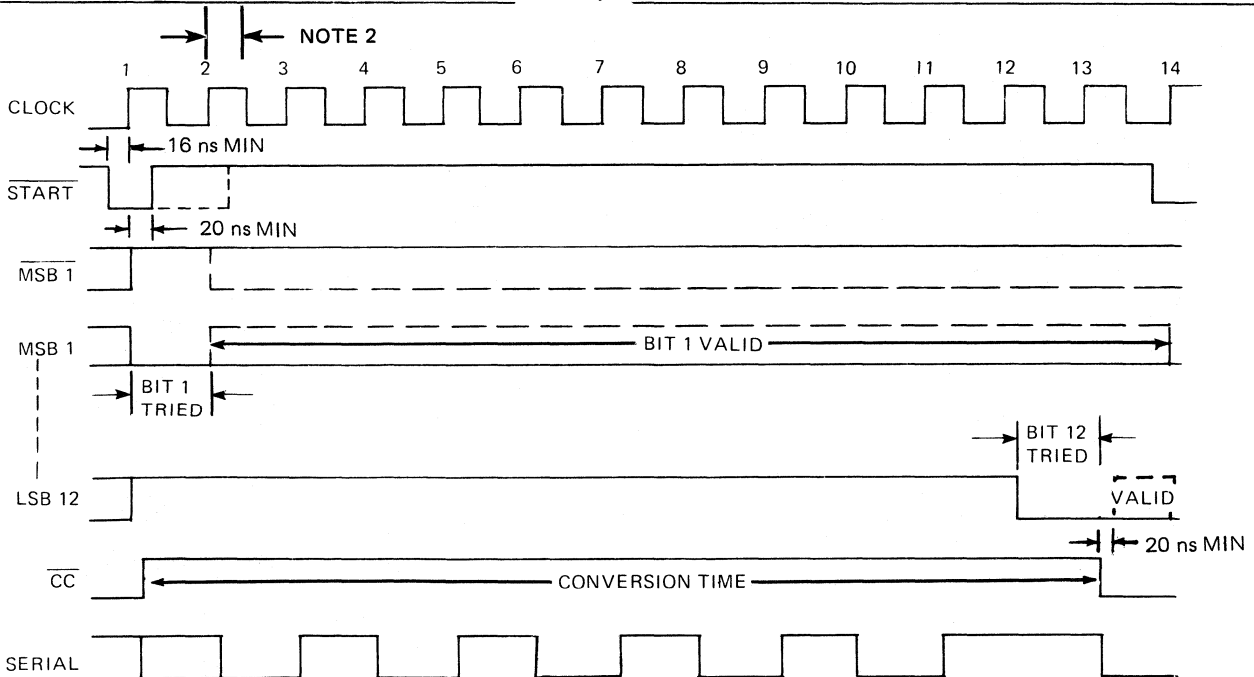 NOTE 2
1 2 3 4 5 6 7 8 9 10 11 12 13 14
CLOCK
16 ns MIN
START
20 ns MIN
MSB 1
MSB 1
BIT 1 VALID
BIT 1
TRIED
BIT 12
TRIED
LSB 12
VALID
20 ns MIN
CC
CONVERSION TIME
SERIAL